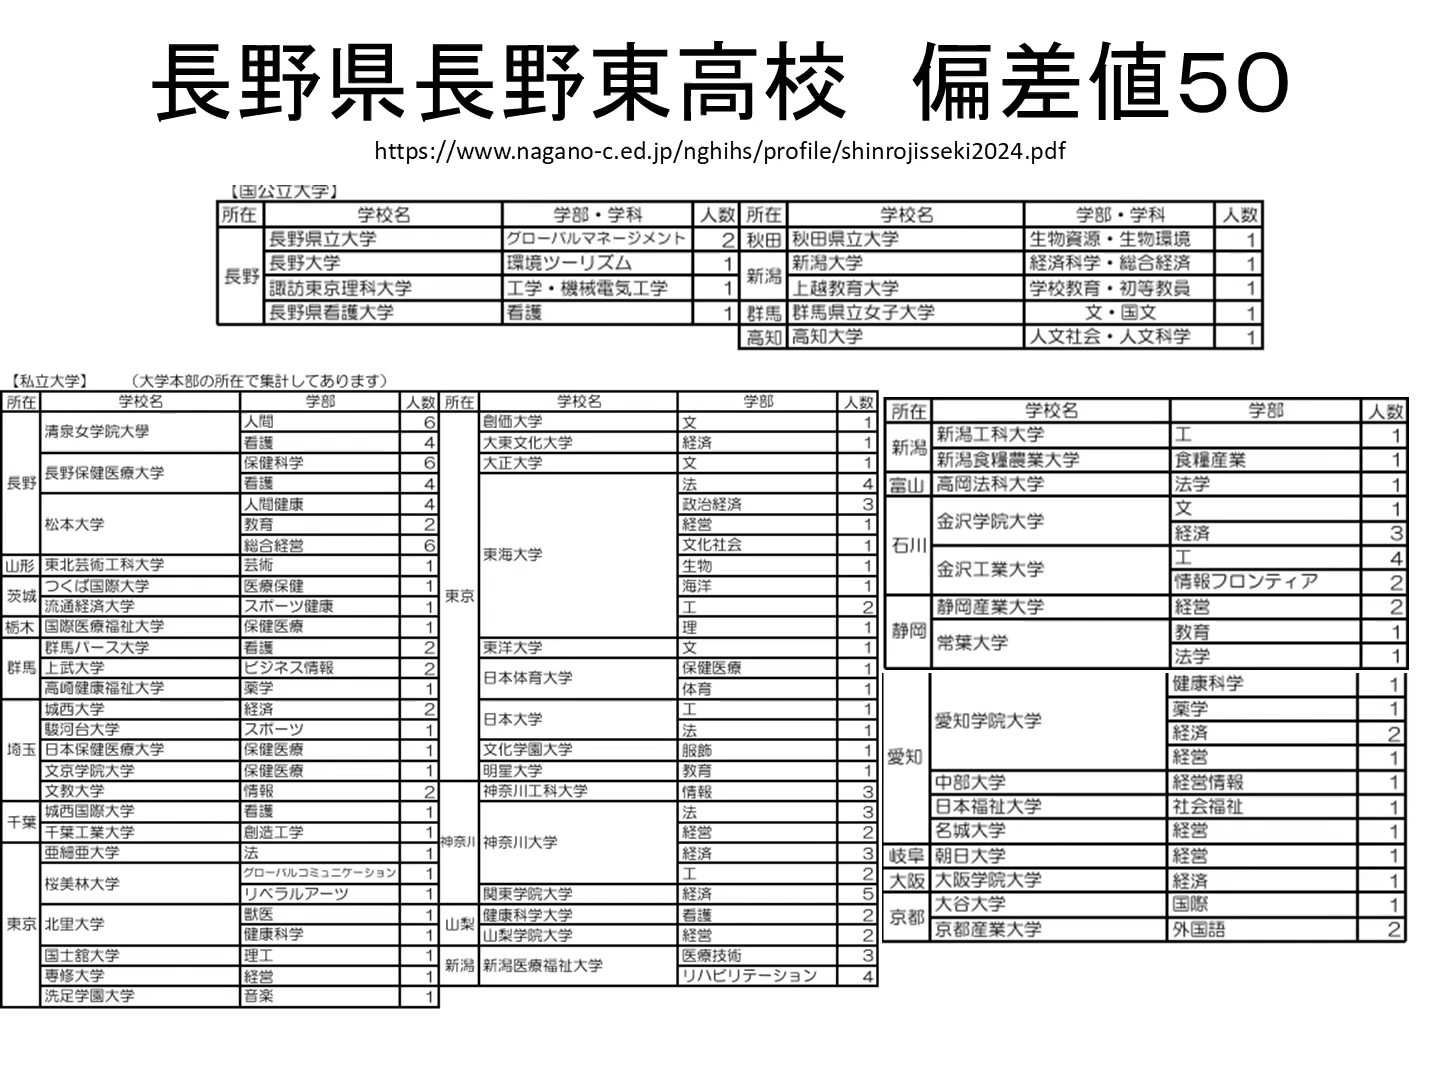 長野県長野東高校　偏差値５０
https://www.nagano-c.ed.jp/nghihs/profile/shinrojisseki2024.pdf
【国公立大学】
所在 学校名 学部・学科 人数 所在 学校名 学部・学科 人数
長野 長野県立大学 グローバルマネージメント 2 秋田 秋田県立大学 生物資源・生物環境 1
長野大学 環境ツーリズム 1 新潟 新潟大学 経済科学・総合経済 1
諏訪東京理科大学 工学・機械電気工学 1 上越教育大学 学校教育・初等教員 1
長野県看護大学 看護 1 群馬 群馬県立女子大学 文・国文 1
高知 高知大学 人文社会・人文科学 1
【私立大学】　（大学本部の所在で集計してあります）
所在 学校名 学部 人数
長野 清泉女学院大學 人間 6
看護 4
長野保健医療大学 保健科学 6
看護 4
松本大学 人間健康 4
教育 2
総合経営 6
山形 東北芸術工科大学 芸術 1
茨城 つくば国際大学 医療保健 1
流通経済大学 スポーツ健康 1
栃木 国際医療福祉大学 保健医療 1
群馬 群馬パース大学 看護 2
上武大学 ビジネス情報 2
高崎健康福祉大学 薬学 1
埼玉 城西大学 経済 2
駿河台大学 スポーツ 1
日本保健医療大学 保健医療 1
文京学院大学 保健医療 1
文教大学 情報 2
千葉 城西国際大学 看護 1
千葉工業大学 創造工学 1
東京 亜細亜大学 法 1
桜美林大学 グローバルコミュニケーション 1
リベラルアーツ 1
北里大学 獣医 1
健康科学 1
国士舘大学 理工 1
専修大学 経営 1
洗足学園大学 音楽 1
所在 学校名 学部 人数
東京 創価大学 文 1
大東文化大学 経済 1
大正大学 文 1
東海大学 法 4
政治経済 3
経営 1
文化社会 1
生物 1
海洋 1
工 2
理 1
東洋大学 文 1
日本体育大学 保健医療 1
体育 1
日本大学 工 1
法 1
文化学園大学 服飾 1
明星大学 教育 1
神奈川 神奈川工科大学 情報 3
神奈川大学 法 3
経営 2
経済 3
工 2
関東学院大学 経済 5
山梨 健康科学大学 看護 2
山梨学院大学 経営 2
新潟 新潟医療福祉大学 医療技術 3
リハビリテーション 4
所在 学校名 学部 人数
新潟 新潟工科大学 工 1
新潟食糧農業大学 食糧産業 1
富山 高岡法科大学 法学 1
石川 金沢学院大学 文 1
経済 3
金沢工業大学 工 4
情報フロンティア 2
静岡 静岡産業大学 経営 2
常葉大学 教育 1
法学 1
愛知 愛知学院大学 健康科学 1
薬学 1
経済 2
経営 1
中部大学 経営情報 1
日本福祉大学 社会福祉 1
名城大学 経営 1
岐阜 朝日大学 経営 1
大阪 大阪学院大学 経済 1
京都 大谷大学 国際 1
京都産業大学 外国語 2